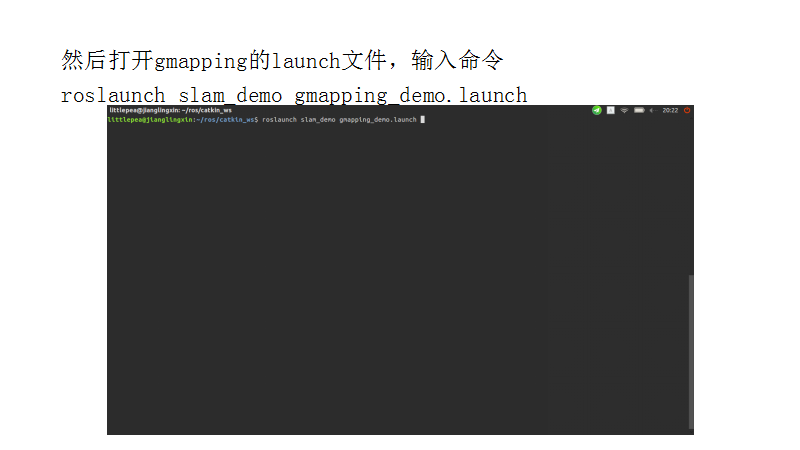 然后打开gmapping的launch文件，输入命令
roslaunch slam_demo gmapping_demo.launch
littlepea@jianglingxin: ~/ros/catkin_ws
20:22
littlepea@jianglingxin:~/ros/catkin_ws$ roslaunch slam_demo gmapping_demo.launch